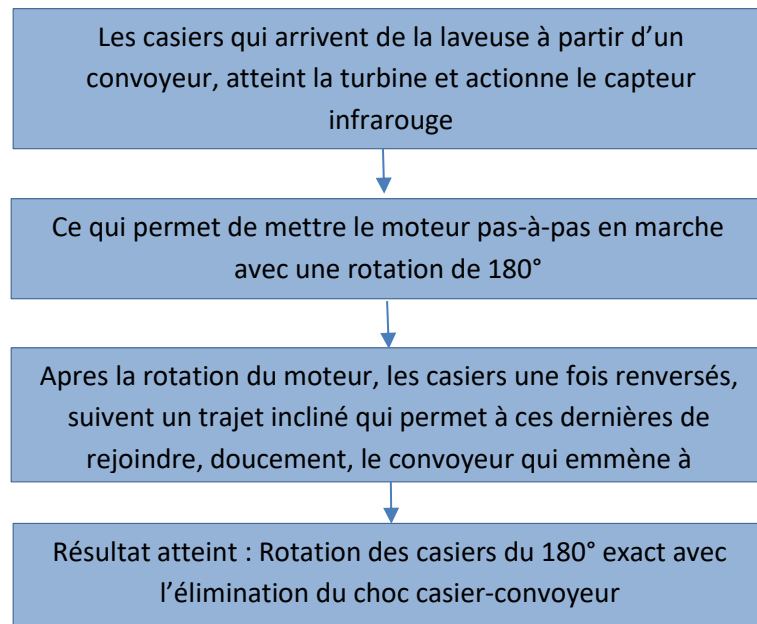 Les casiers qui arrivent de la laveuse à partir d’un
convoyeur, atteint la turbine et actionne le capteur
infrarouge
Ce qui permet de mettre le moteur pas-à-pas en marche
avec une rotation de 180°
Apres la rotation du moteur, les casiers une fois renversés,
suivent un trajet incliné qui permet à ces dernières de
rejoindre, doucement, le convoyeur qui emmène à
Résultat atteint : Rotation des casiers du 180° exact avec
l’élimination du choc casier-convoyeur